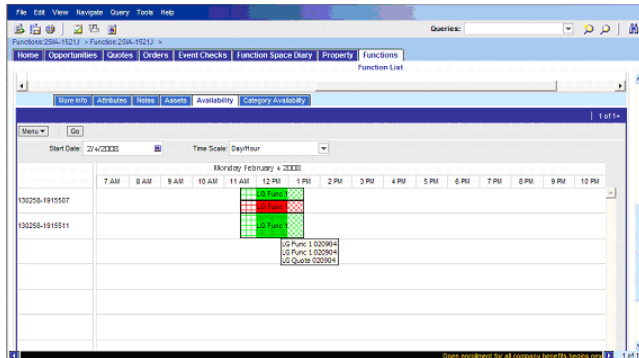 File Edit View Navigate Query Tools Help
Queries:
Functions:2SIA-1521J > Function:2SIA-1521J >
Home Opportunities Quotes Orders Event Checks Function Space Diary Property Functions
Function List
More Info Attributes Notes Assets Availability Category Availability
1 of 1+
Menu Go
Start Date: 2/4/2008 Time Scale: Day/Hour
Monday February 4 2008
7 AM 8 AM 9 AM 10 AM 11 AM 12 PM 1 PM 2 PM 3 PM 4 PM 5 PM 6 PM 7 PM 8 PM 9 PM 10 PM
130258-1915507
LG Func 1
LG Func 1
130258-1915511
LG Func 1
LG Func 1 020904
LG Func 1 020904
LG Quote 020904
Open enrollment for all company benefits begins nex
1 of